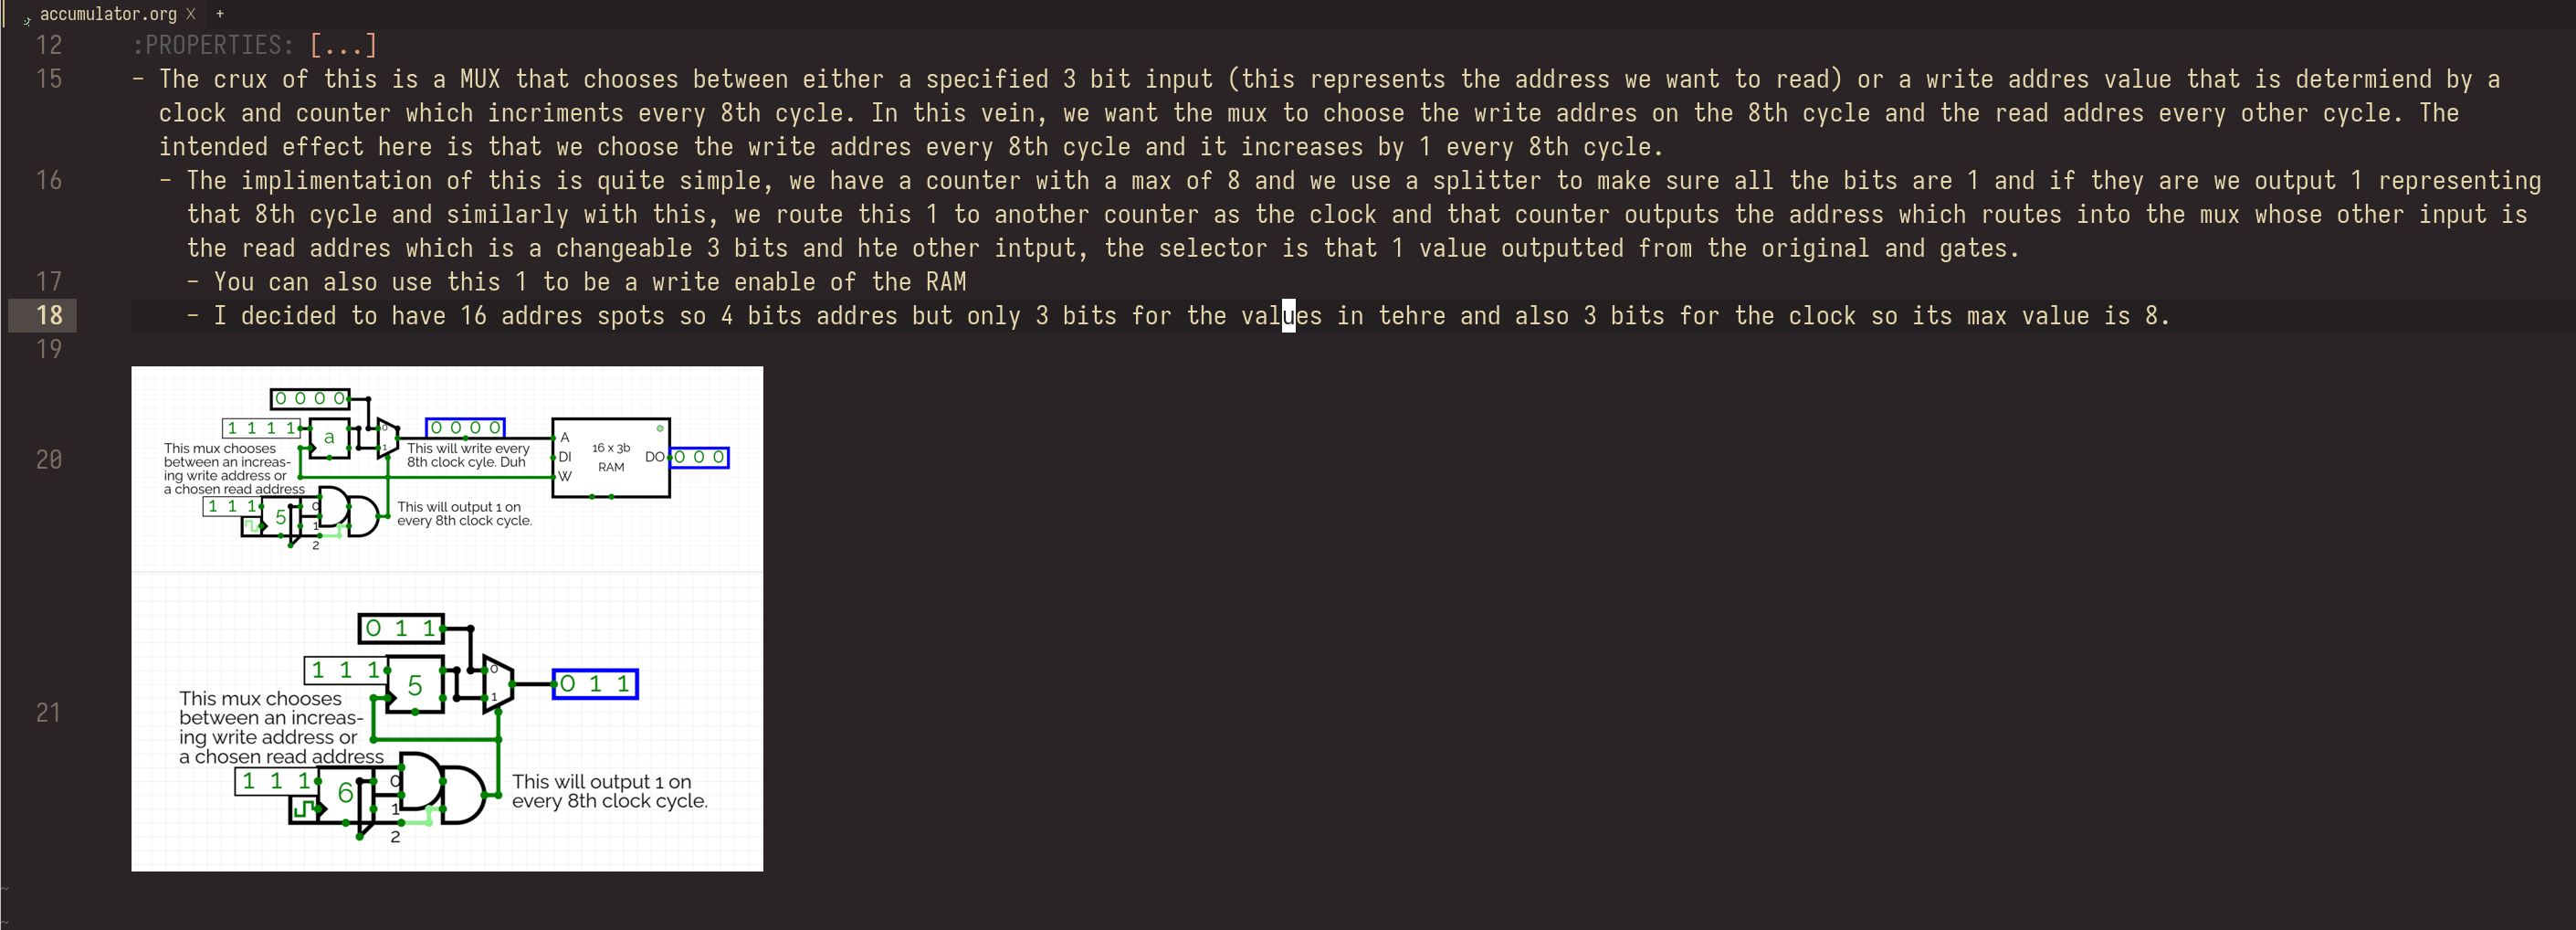 accumulator.org X +
12 :PROPERTIES: [...]
15 - The crux of this is a MUX that chooses between either a specified 3 bit input (this represents the address we want to read) or a write addres value that is determiend by a
clock and counter which incriments every 8th cycle. In this vein, we want the mux to choose the write addres on the 8th cycle and the read addres every other cycle. The
intended effect here is that we choose the write addres every 8th cycle and it increases by 1 every 8th cycle.
16 - The implimentation of this is quite simple, we have a counter with a max of 8 and we use a splitter to make sure all the bits are 1 and if they are we output 1 representing
that 8th cycle and similarly with this, we route this 1 to another counter as the clock and that counter outputs the address which routes into the mux whose other input is
the read addres which is a changeable 3 bits and hte other intput, the selector is that 1 value outputted from the original and gates.
17 - You can also use this 1 to be a write enable of the RAM
18 - I decided to have 16 addres spots so 4 bits addres but only 3 bits for the values in tehre and also 3 bits for the clock so its max value is 8.
19
20
0 0 0 0
1 1 1 1
a
0
1
0 0 0 0
This mux chooses
between an increas-
ing write address or
a chosen read address
This will write every
8th clock cyle. Duh
A
DI
W
16 x 3b
RAM
DO
0 0 0
1 1 1
5
0
1
2
This will output 1 on
every 8th clock cycle.
21
0 1 1
1 1 1
5
0
1
0 1 1
This mux chooses
between an increas-
ing write address or
a chosen read address
1 1 1
6
0
1
2
This will output 1 on
every 8th clock cycle.
~
~